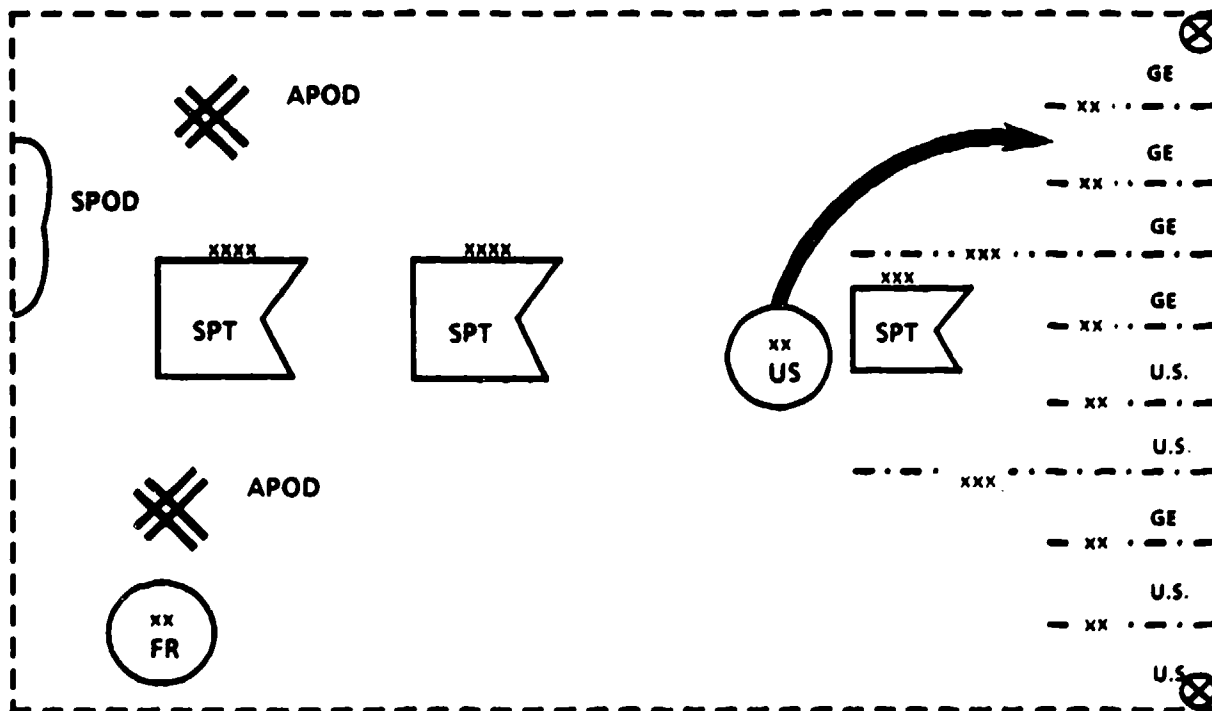 GE
APOD
xx
GE
SPOD
xx
GE
xxxx
xxxx
xxx
xxx
SPT
SPT
SPT
GE
xx
xx
US
U.S.
xx
U.S.
xxx
APOD
GE
xx
xx
FR
U.S.
xx
U.S.